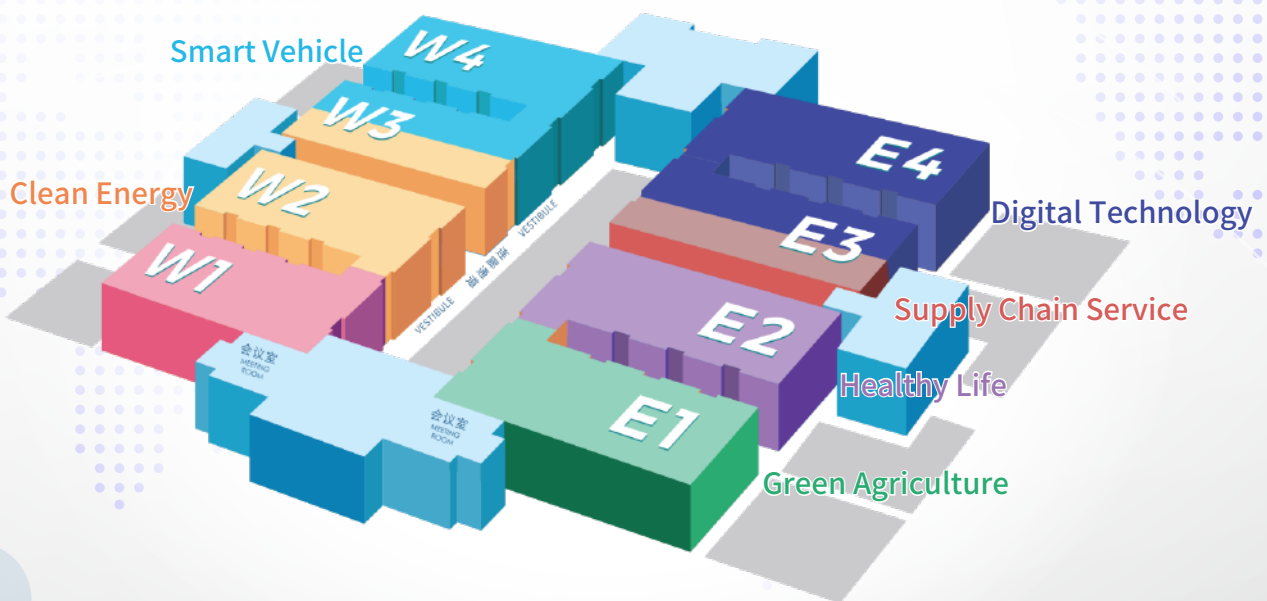 Smart Vehicle
W4
W3
Clean Energy
W2
W1
E4
Digital Technology
E3
Supply Chain Service
E2
Healthy Life
E1
Green Agriculture
VESTIBULE
VESTIBULE
会议室
MEETING
ROOM
会议室
MEETING
ROOM